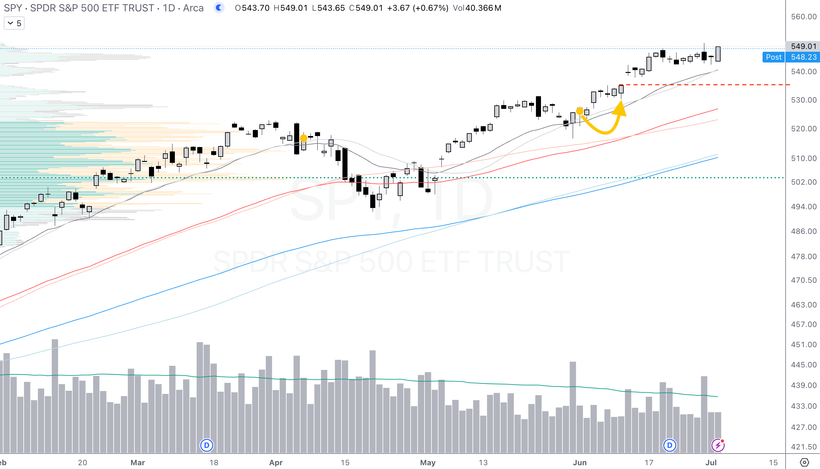 SPY · SPDR S&P 500 ETF TRUST · 1D · Arca O543.70 H549.01 L543.65 C549.01 +3.67 (+0.67%) Vol40.366M
5
560.00
549.01
Post 548.23
540.00
530.00
520.00
510.00
502.00
494.00
486.00
478.00
470.50
463.00
457.00
451.00
445.00
439.00
433.00
427.00
421.50
SPY, 1D
SPDR S&P 500 ETF TRUST
D
D
eb 20 Mar 18 Apr 15 May 13 Jun 17 Jul 15